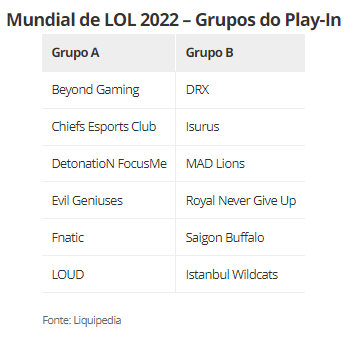 Mundial de LOL 2022 – Grupos do Play-In
Grupo A Grupo B
Beyond Gaming DRX
Chiefs Esports Club Isurus
DetonatioN FocusMe MAD Lions
Evil Geniuses Royal Never Give Up
Fnatic Saigon Buffalo
LOUD Istanbul Wildcats
Fonte: Liquipedia